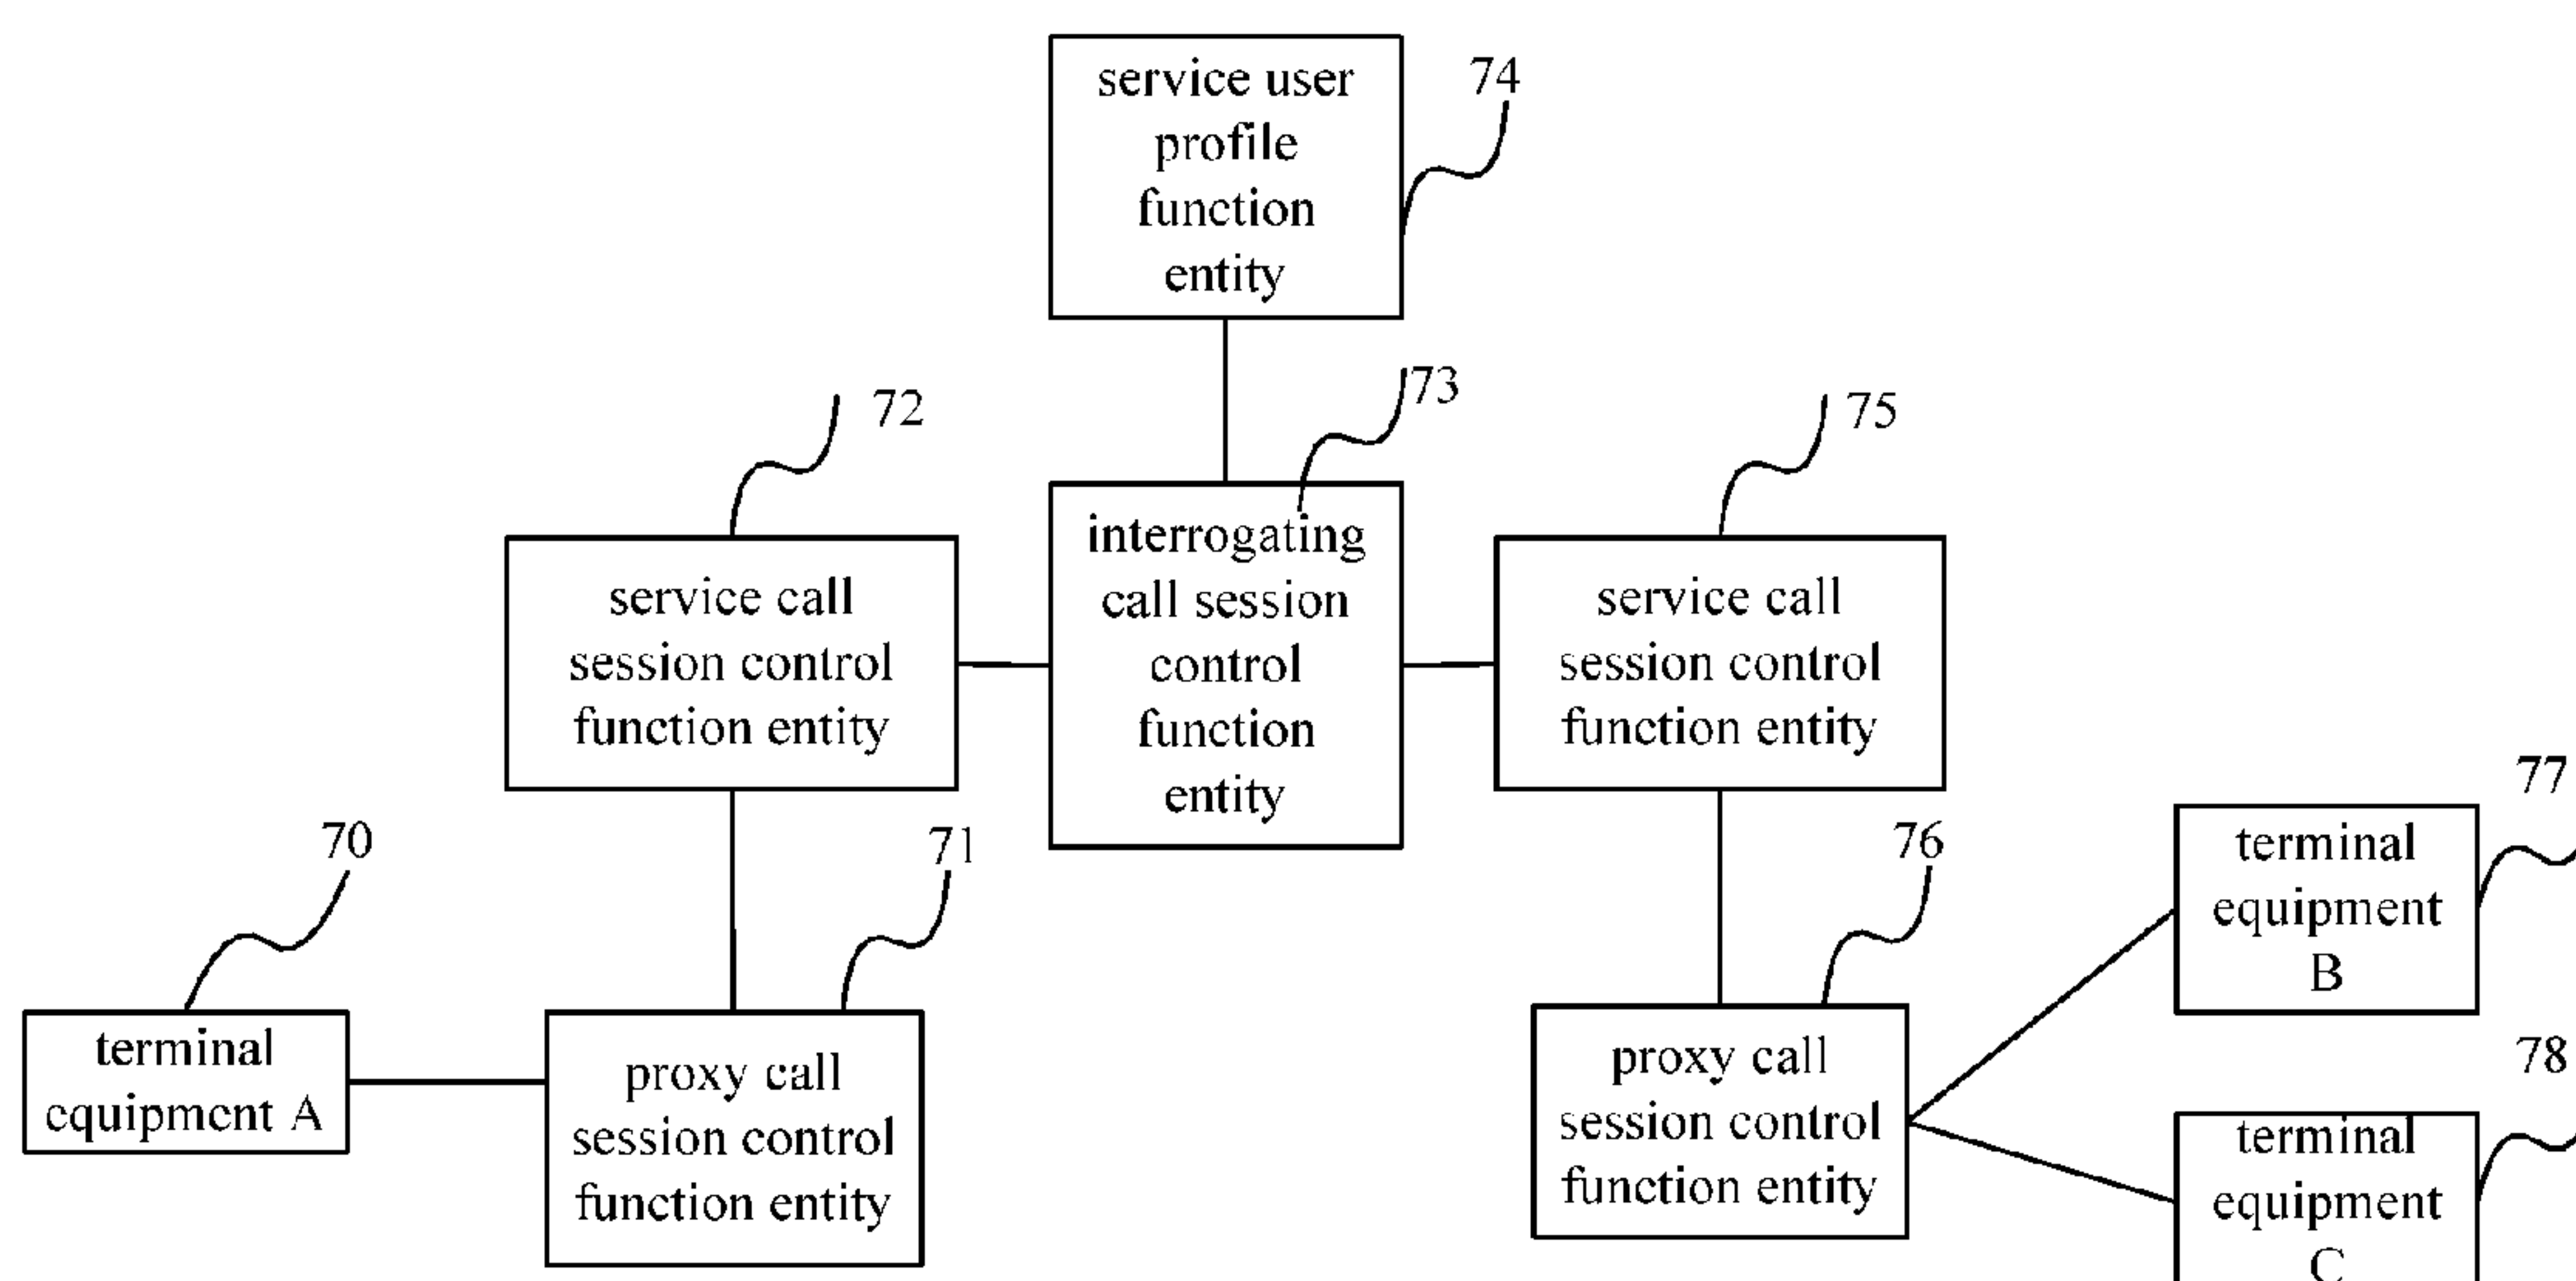 service user
profile
function
entity
74
73
72
75
interrogating
call session
control
function
entity
service call
session control
function entity
service call
session control
function entity
70
71
76
77
terminal
equipment A
proxy call
session control
function entity
proxy call
session control
function entity
terminal
equipment
B
78
terminal
equipment
C